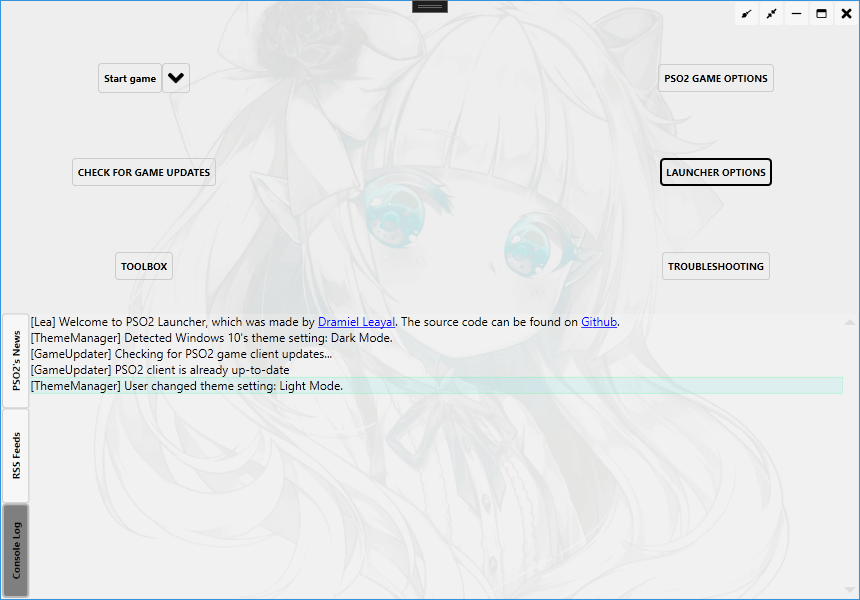 Start game
PSO2 GAME OPTIONS
CHECK FOR GAME UPDATES
LAUNCHER OPTIONS
TOOLBOX
TROUBLESHOOTING
PSO2's News
RSS Feeds
Console Log
[Lea] Welcome to PSO2 Launcher, which was made by Dramiel Leayal. The source code can be found on Github.
[ThemeManager] Detected Windows 10's theme setting: Dark Mode.
[GameUpdater] Checking for PSO2 game client updates...
[GameUpdater] PSO2 client is already up-to-date
[ThemeManager] User changed theme setting: Light Mode.